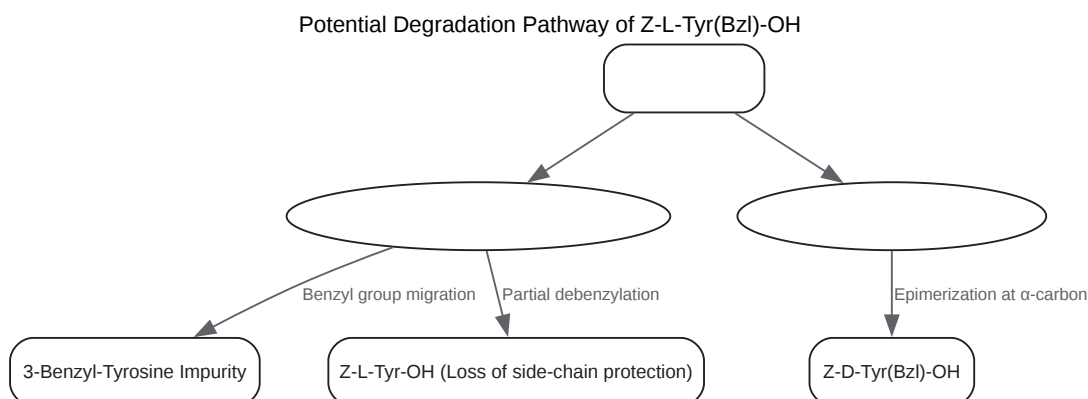 Potential Degradation Pathway of Z-L-Tyr(Bzl)-OH
Benzyl group migration
Partial debenzylation
Epimerization at α-carbon
3-Benzyl-Tyrosine Impurity
Z-L-Tyr-OH (Loss of side-chain protection)
Z-D-Tyr(Bzl)-OH